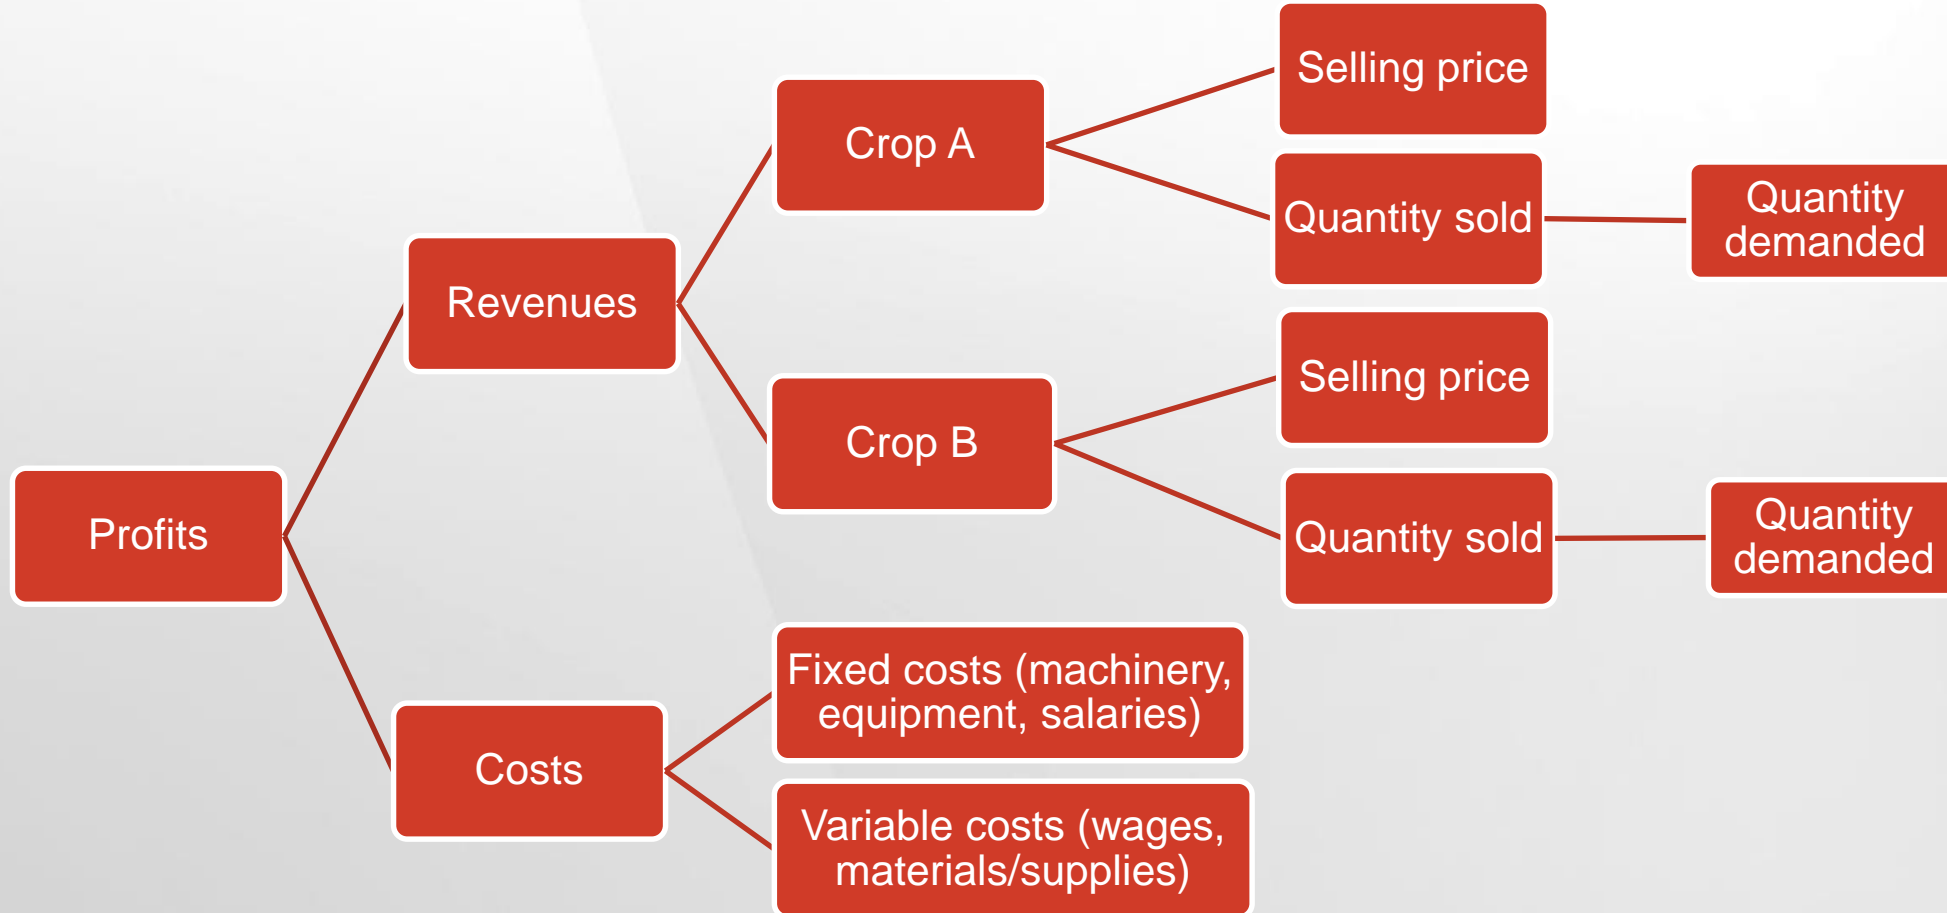 Selling price
Crop A
Quantity sold
Quantity
demanded
Revenues
Selling price
Crop B
Quantity sold
Quantity
demanded
Profits
Fixed costs (machinery,
equipment, salaries)
Costs
Variable costs (wages,
materials/supplies)